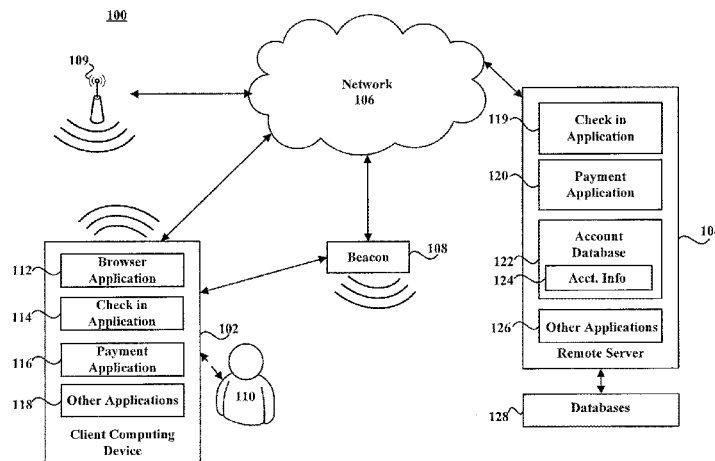 100
109
Network
106
119
Check in
Application
120
Payment
Application
122
Account
Database
124
Acct. Info
126
Other Applications
Remote Server
128
Databases
Beacon
108
112
Browser
Application
114
Check in
Application
102
116
Payment
Application
118
Other Applications
Client Computing
Device
110